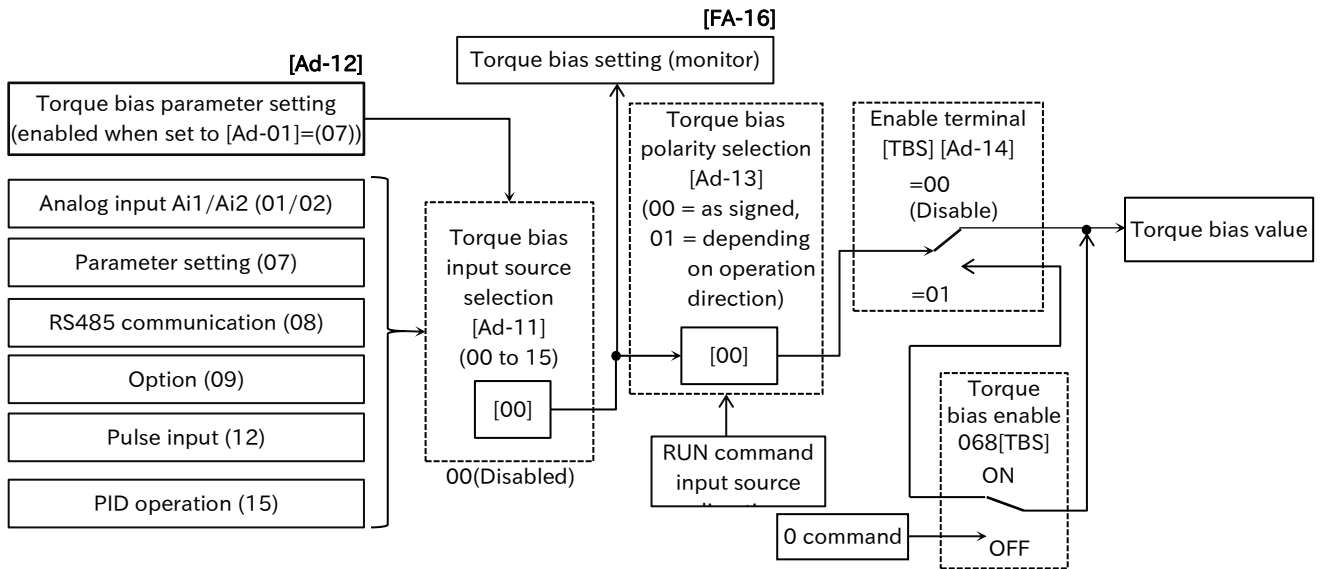 [FA-16]
Torque bias setting (monitor)
[Ad-12]
Torque bias parameter setting
(enabled when set to [Ad-01]=(07))
Analog input Ai1/Ai2 (01/02)
Parameter setting (07)
RS485 communication (08)
Option (09)
Pulse input (12)
PID operation (15)
Torque bias
input source
selection
[Ad-11]
(00 to 15)
[00]
00(Disabled)
Torque bias
polarity selection
[Ad-13]
(00 = as signed,
01 = depending
on operation
direction)
[00]
RUN command
input source
Enable terminal
[TBS] [Ad-14]
=00
(Disable)
=01
Torque
bias enable
068[TBS]
ON
OFF
0 command
Torque bias value